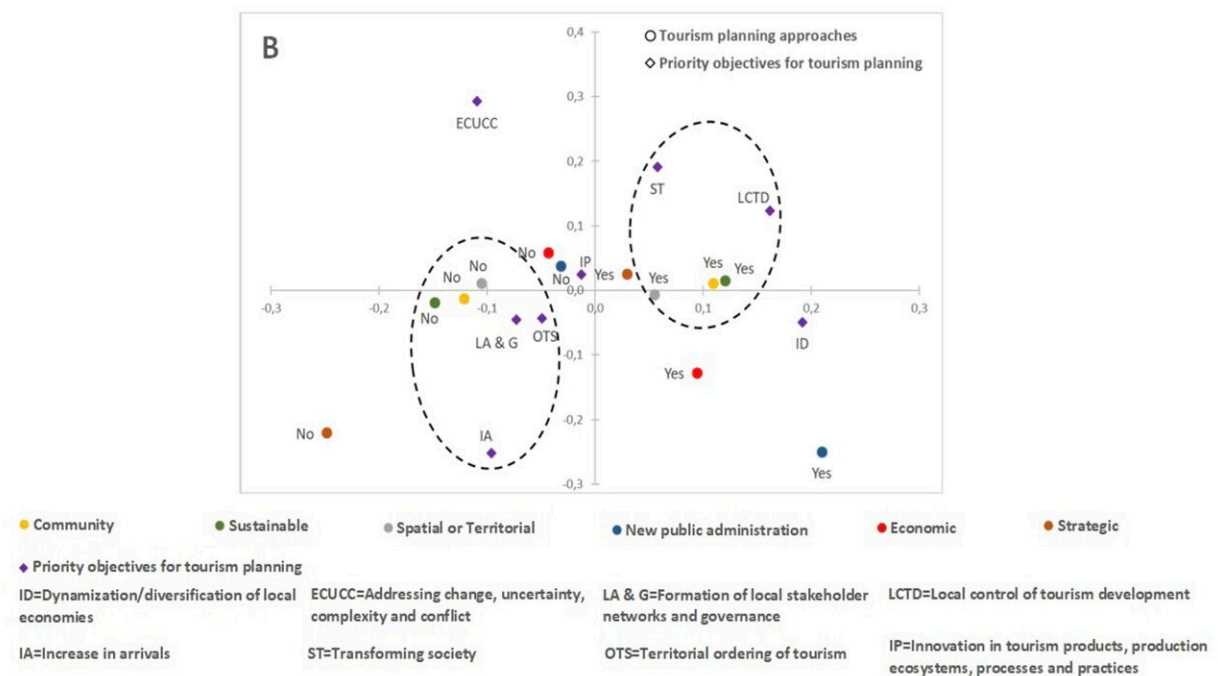 B
0,4
Tourism planning approaches
Priority objectives for tourism planning
0,3
ECUCC
0,2
ST
LCTD
0,1
No
No
No
No
IP
Yes
Yes
Yes
Yes
-0,3
-0,2
-0,1
0,0
0,0
0,1
0,2
0,3
No
LA & G
OTS
ID
-0,1
Yes
-0,2
No
IA
Yes
-0,3
Community
Sustainable
Spatial or Territorial
New public administration
Economic
Strategic
Priority objectives for tourism planning
ID=Dynamization/diversification of local
economies
ECUCC=Addressing change, uncertainty,
complexity and conflict
LA & G=Formation of local stakeholder
networks and governance
LCTD=Local control of tourism development
IA=Increase in arrivals
ST=Transforming society
OTS=Territorial ordering of tourism
IP=Innovation in tourism products, production
ecosystems, processes and practices